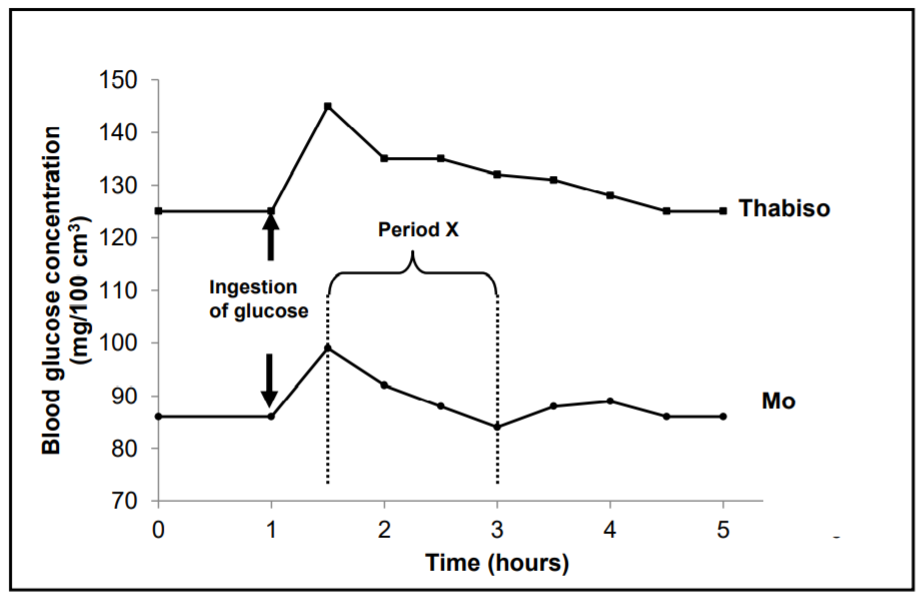 Blood glucose concentration
(mg/100 cm³)
150
140
130
120
110
100
90
80
70
Thabiso
Period X
Ingestion
of glucose
Mo
0 1 2 3 4 5
Time (hours)